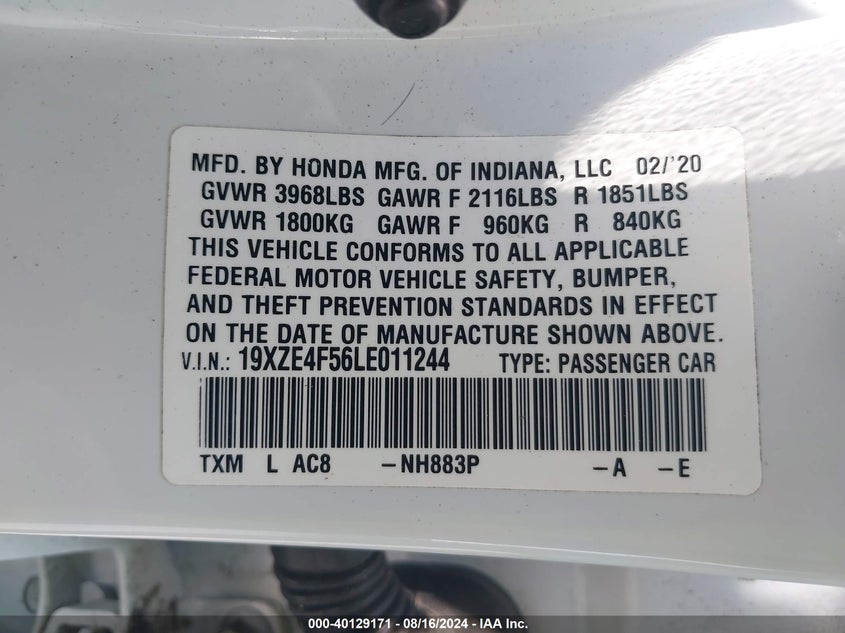 MFD. BY HONDA MFG. OF INDIANA, LLC 02/'20
GVWR 3968LBS GAWR F 2116LBS R 1851LBS
GVWR 1800KG GAWR F 960KG R 840KG
THIS VEHICLE CONFORMS TO ALL APPLICABLE
FEDERAL MOTOR VEHICLE SAFETY, BUMPER,
AND THEFT PREVENTION STANDARDS IN EFFECT
ON THE DATE OF MANUFACTURE SHOWN ABOVE.
V.I.N.: 19XZE4F56LE011244 TYPE: PASSENGER CAR
TXM L AC8 -NH883P -A -E
000-40129171 - 08/16/2024 - IAA Inc.